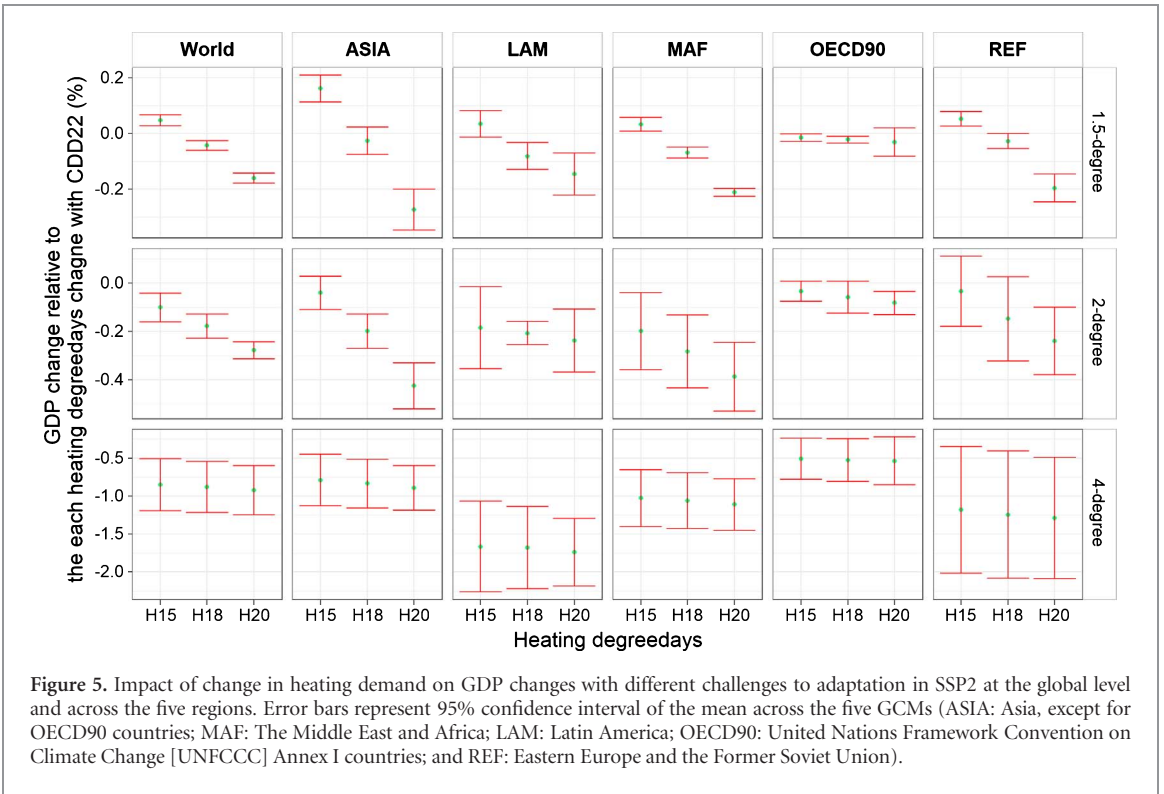 World ASIA LAM MAF OECD90 REF
GDP change relative to
the each heating degreedays chagne with CDD22 (%)
0.2
0.0
-0.2
1.5-degree
0.0
-0.2
-0.4
2-degree
-0.5
-1.0
-1.5
-2.0
4-degree
H15 H18 H20 H15 H18 H20 H15 H18 H20 H15 H18 H20 H15 H18 H20 H15 H18 H20
Heating degreedays
Figure 5. Impact of change in heating demand on GDP changes with different challenges to adaptation in SSP2 at the global level
and across the five regions. Error bars represent 95% confidence interval of the mean across the five GCMs (ASIA: Asia, except for
OECD90 countries; MAF: The Middle East and Africa; LAM: Latin America; OECD90: United Nations Framework Convention on
Climate Change [UNFCCC] Annex I countries; and REF: Eastern Europe and the Former Soviet Union).